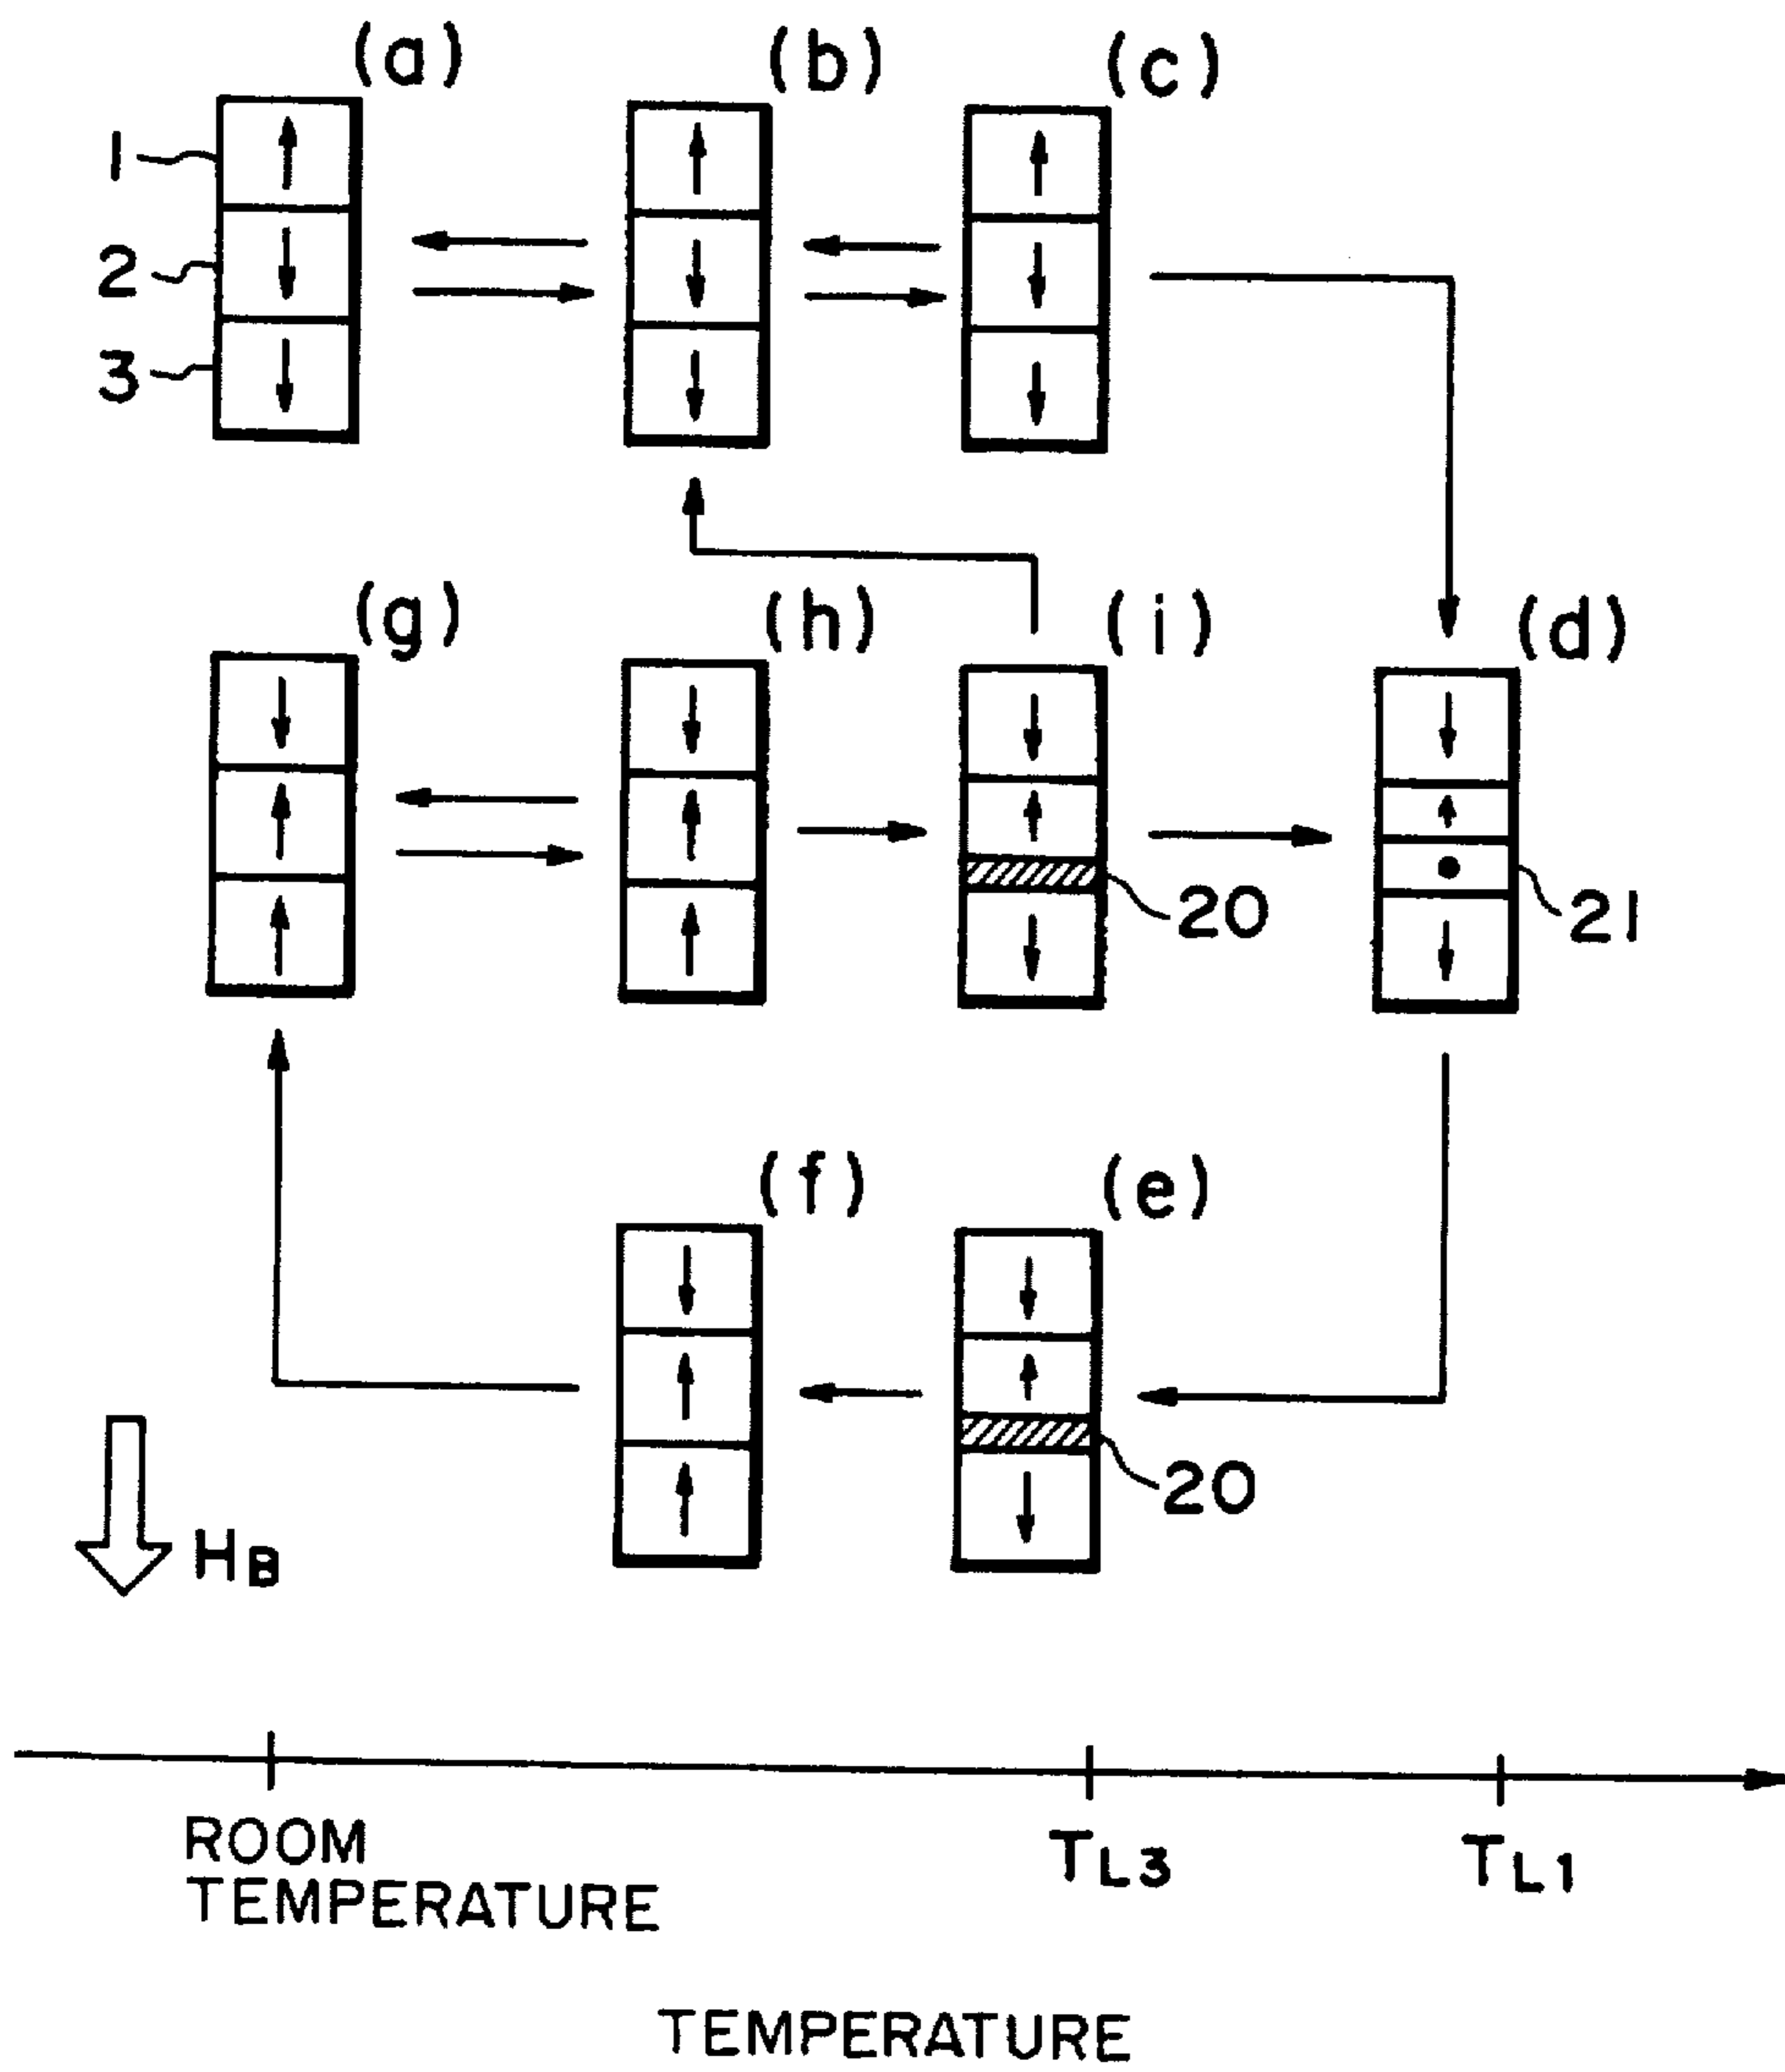 (a) (b) (c)
1
2
3
(g) (h) (i) (d)
20 21
(f) (e)
20
HB
ROOM
TEMPERATURE
TL3 TL1
TEMPERATURE